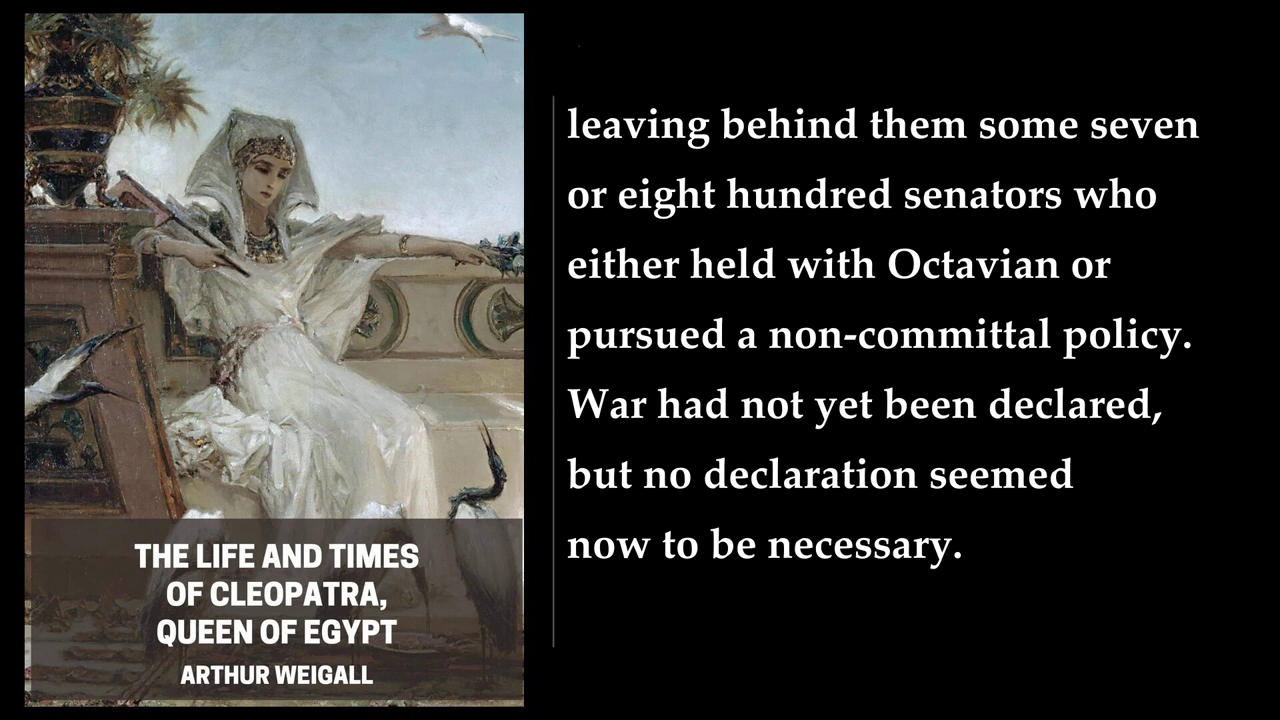 leaving behind them some seven
or eight hundred senators who
either held with Octavian or
pursued a non-committal policy.
War had not yet been declared,
but no declaration seemed
now to be necessary.
THE LIFE AND TIMES
OF CLEOPATRA,
QUEEN OF EGYPT
ARTHUR WEIGALL